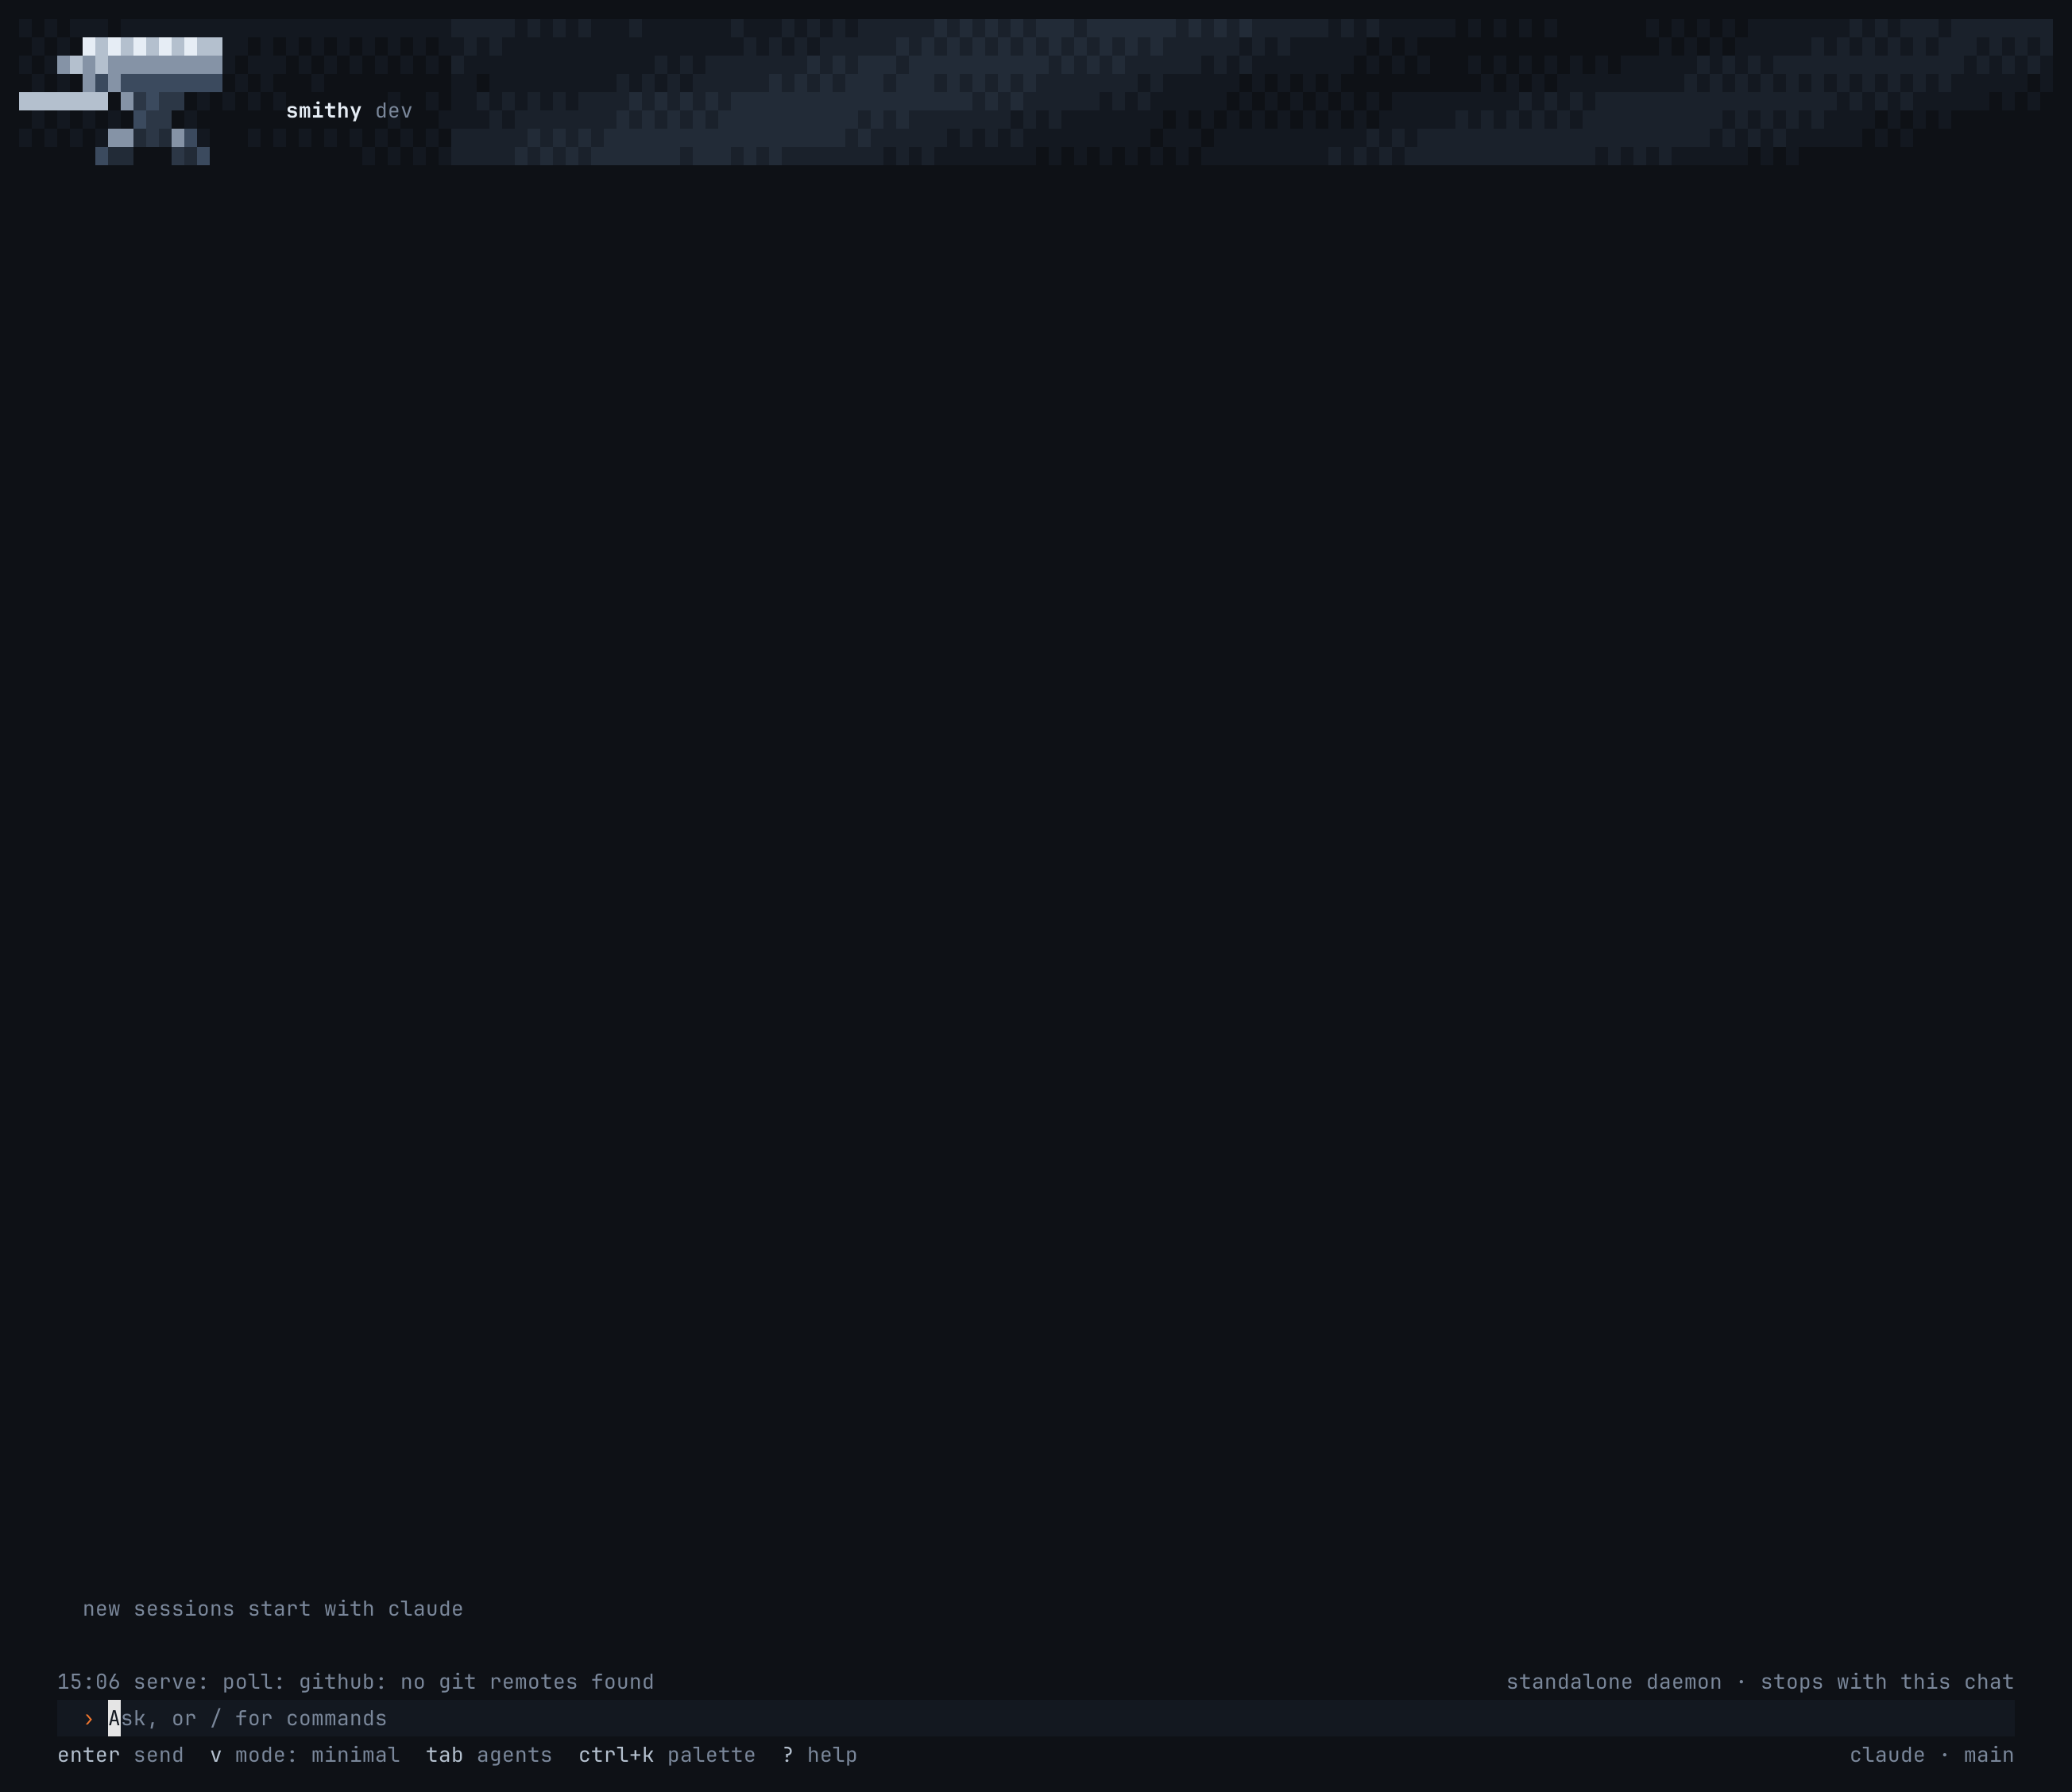 smithy dev
new sessions start with claude
15:06 serve: poll: github: no git remotes found standalone daemon · stops with this chat
› Ask, or / for commands
enter send v mode: minimal tab agents ctrl+k palette ? help claude · main